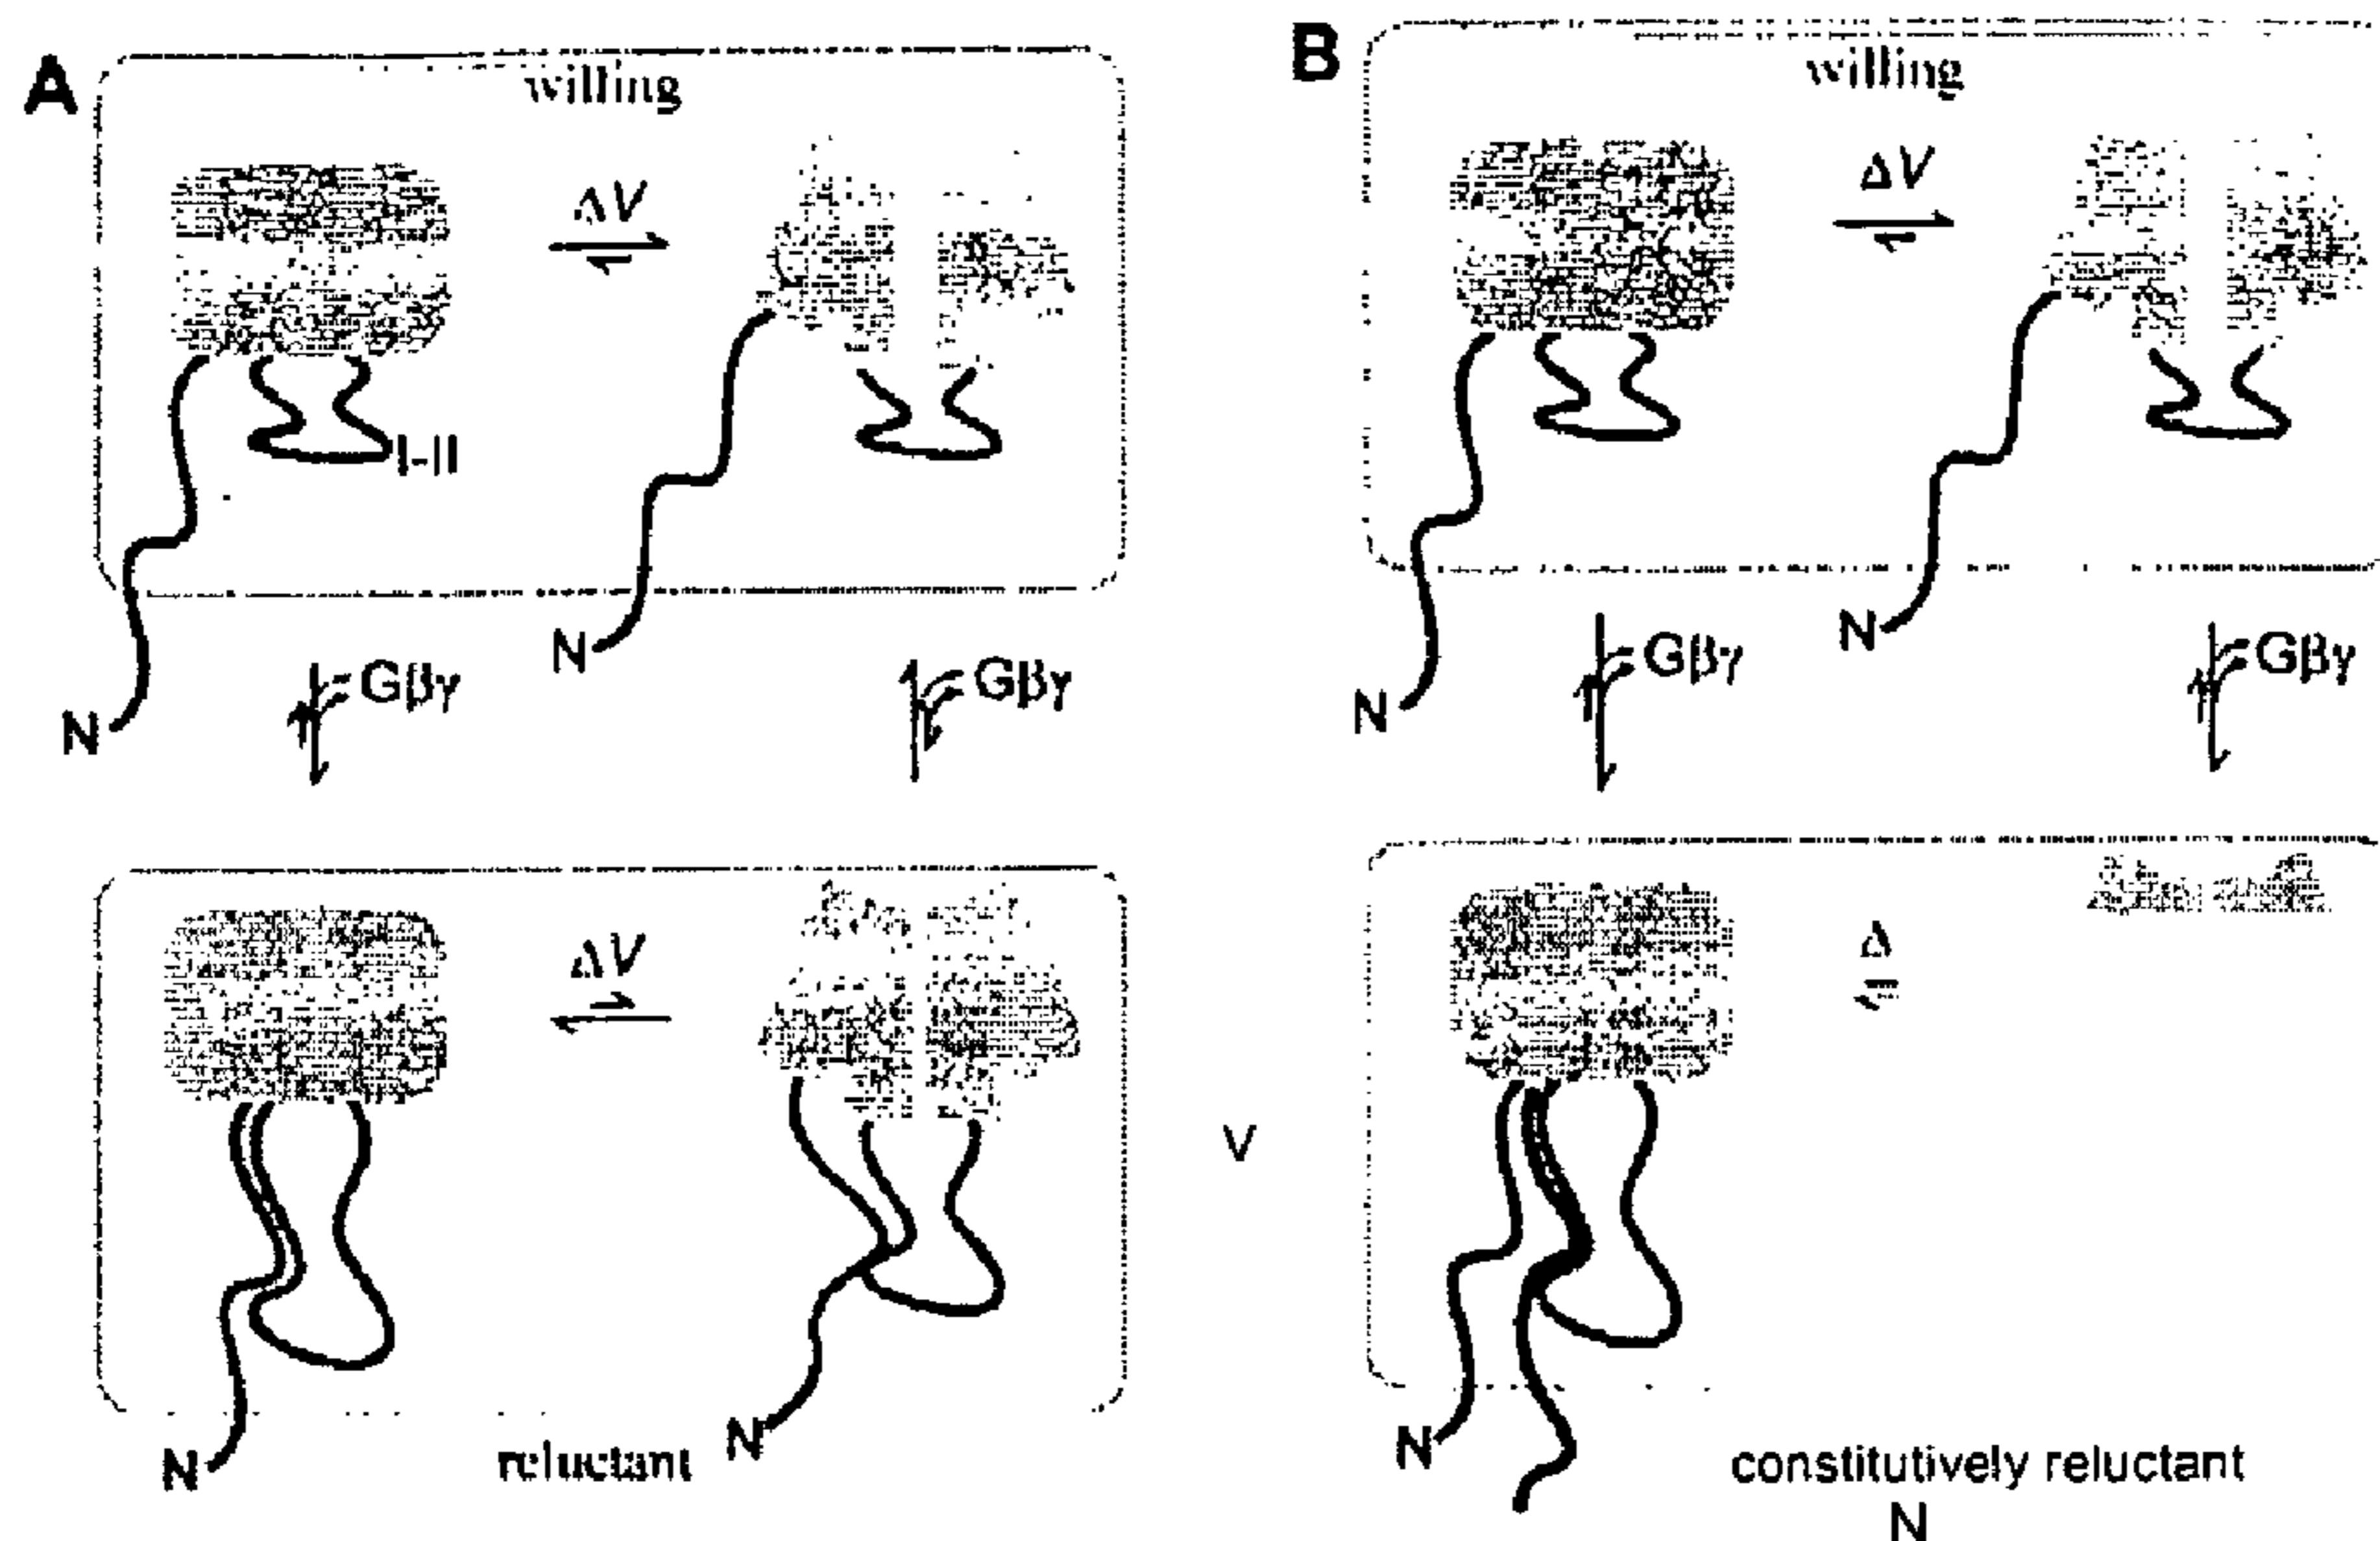 A
willing
ΔV
I-II
N
N
Gβγ
Gβγ
ΔV
N
N
reluctant
B
willing
ΔV
N
N
Gβγ
Gβγ
Δ
V
N
constitutively reluctant
N